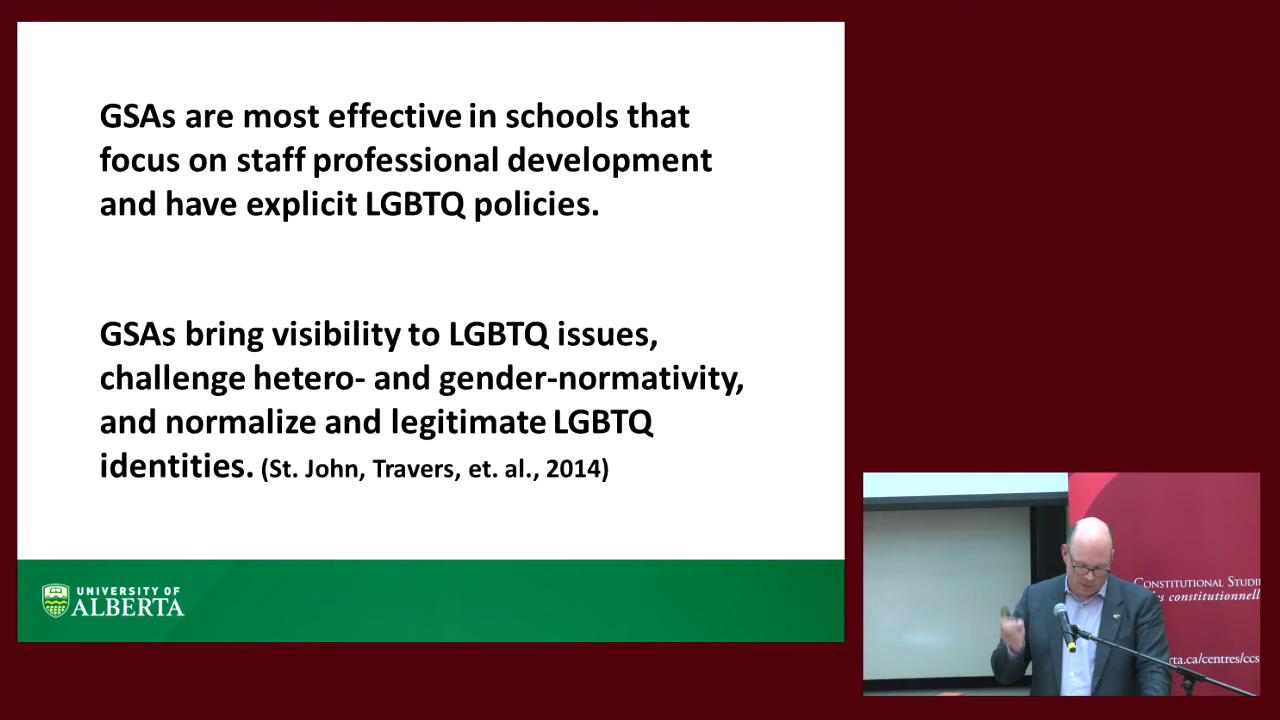 GSAs are most effective in schools that
focus on staff professional development
and have explicit LGBTQ policies.
GSAs bring visibility to LGBTQ issues,
challenge hetero- and gender-normativity,
and normalize and legitimate LGBTQ
identities. (St. John, Travers, et. al., 2014)
UNIVERSITY OF
ALBERTA
CONSTITUTIONAL STUDI
es constitutionnell
rta.ca/centres/ccs